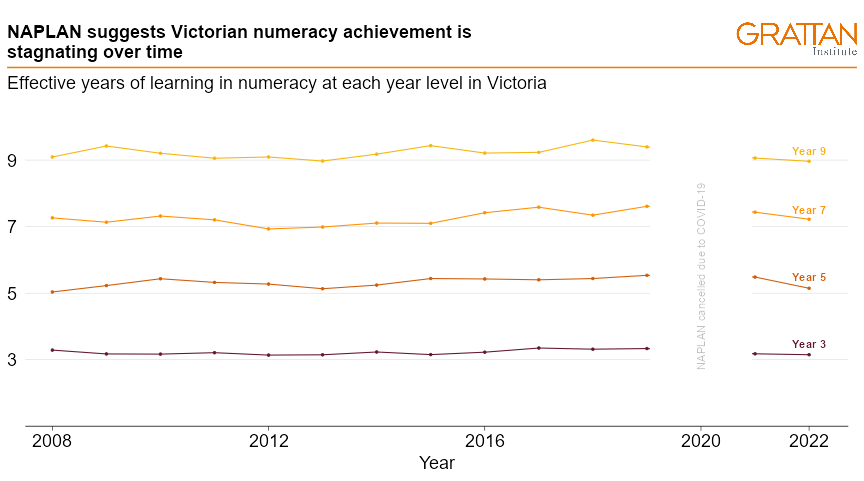 NAPLAN suggests Victorian numeracy achievement is
stagnating over time
GRATTAN
Institute
Effective years of learning in numeracy at each year level in Victoria
9
7
5
3
Year 9
Year 7
Year 5
Year 3
NAPLAN cancelled due to COVID-19
2008
2012
2016
2020
2022
Year